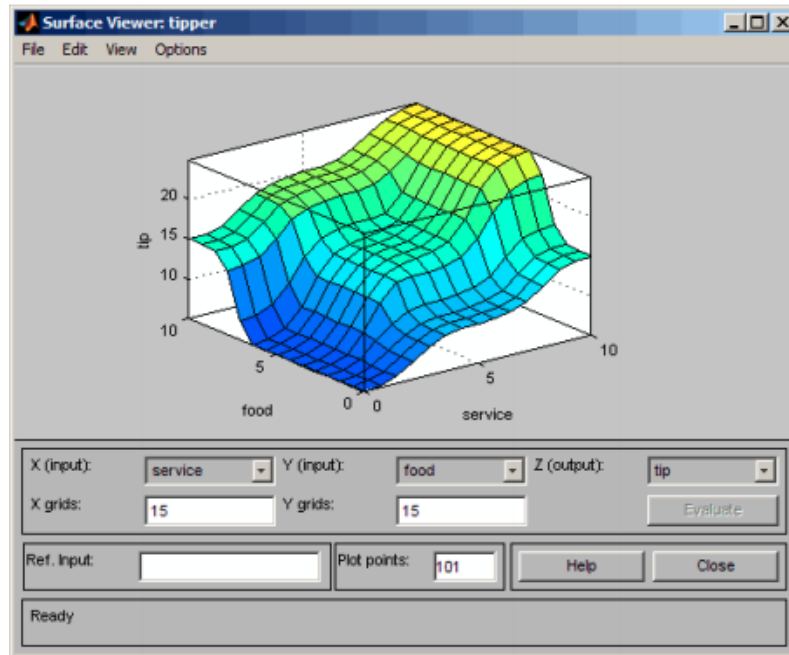 Surface Viewer: tipper
File Edit View Options
20
15
10
tip
10
5
0
food
0
5
10
service
X (input): service Y (input): food Z (output): tip
X grids: 15 Y grids: 15 Evaluate
Ref. Input: Plot points: 101 Help Close
Ready